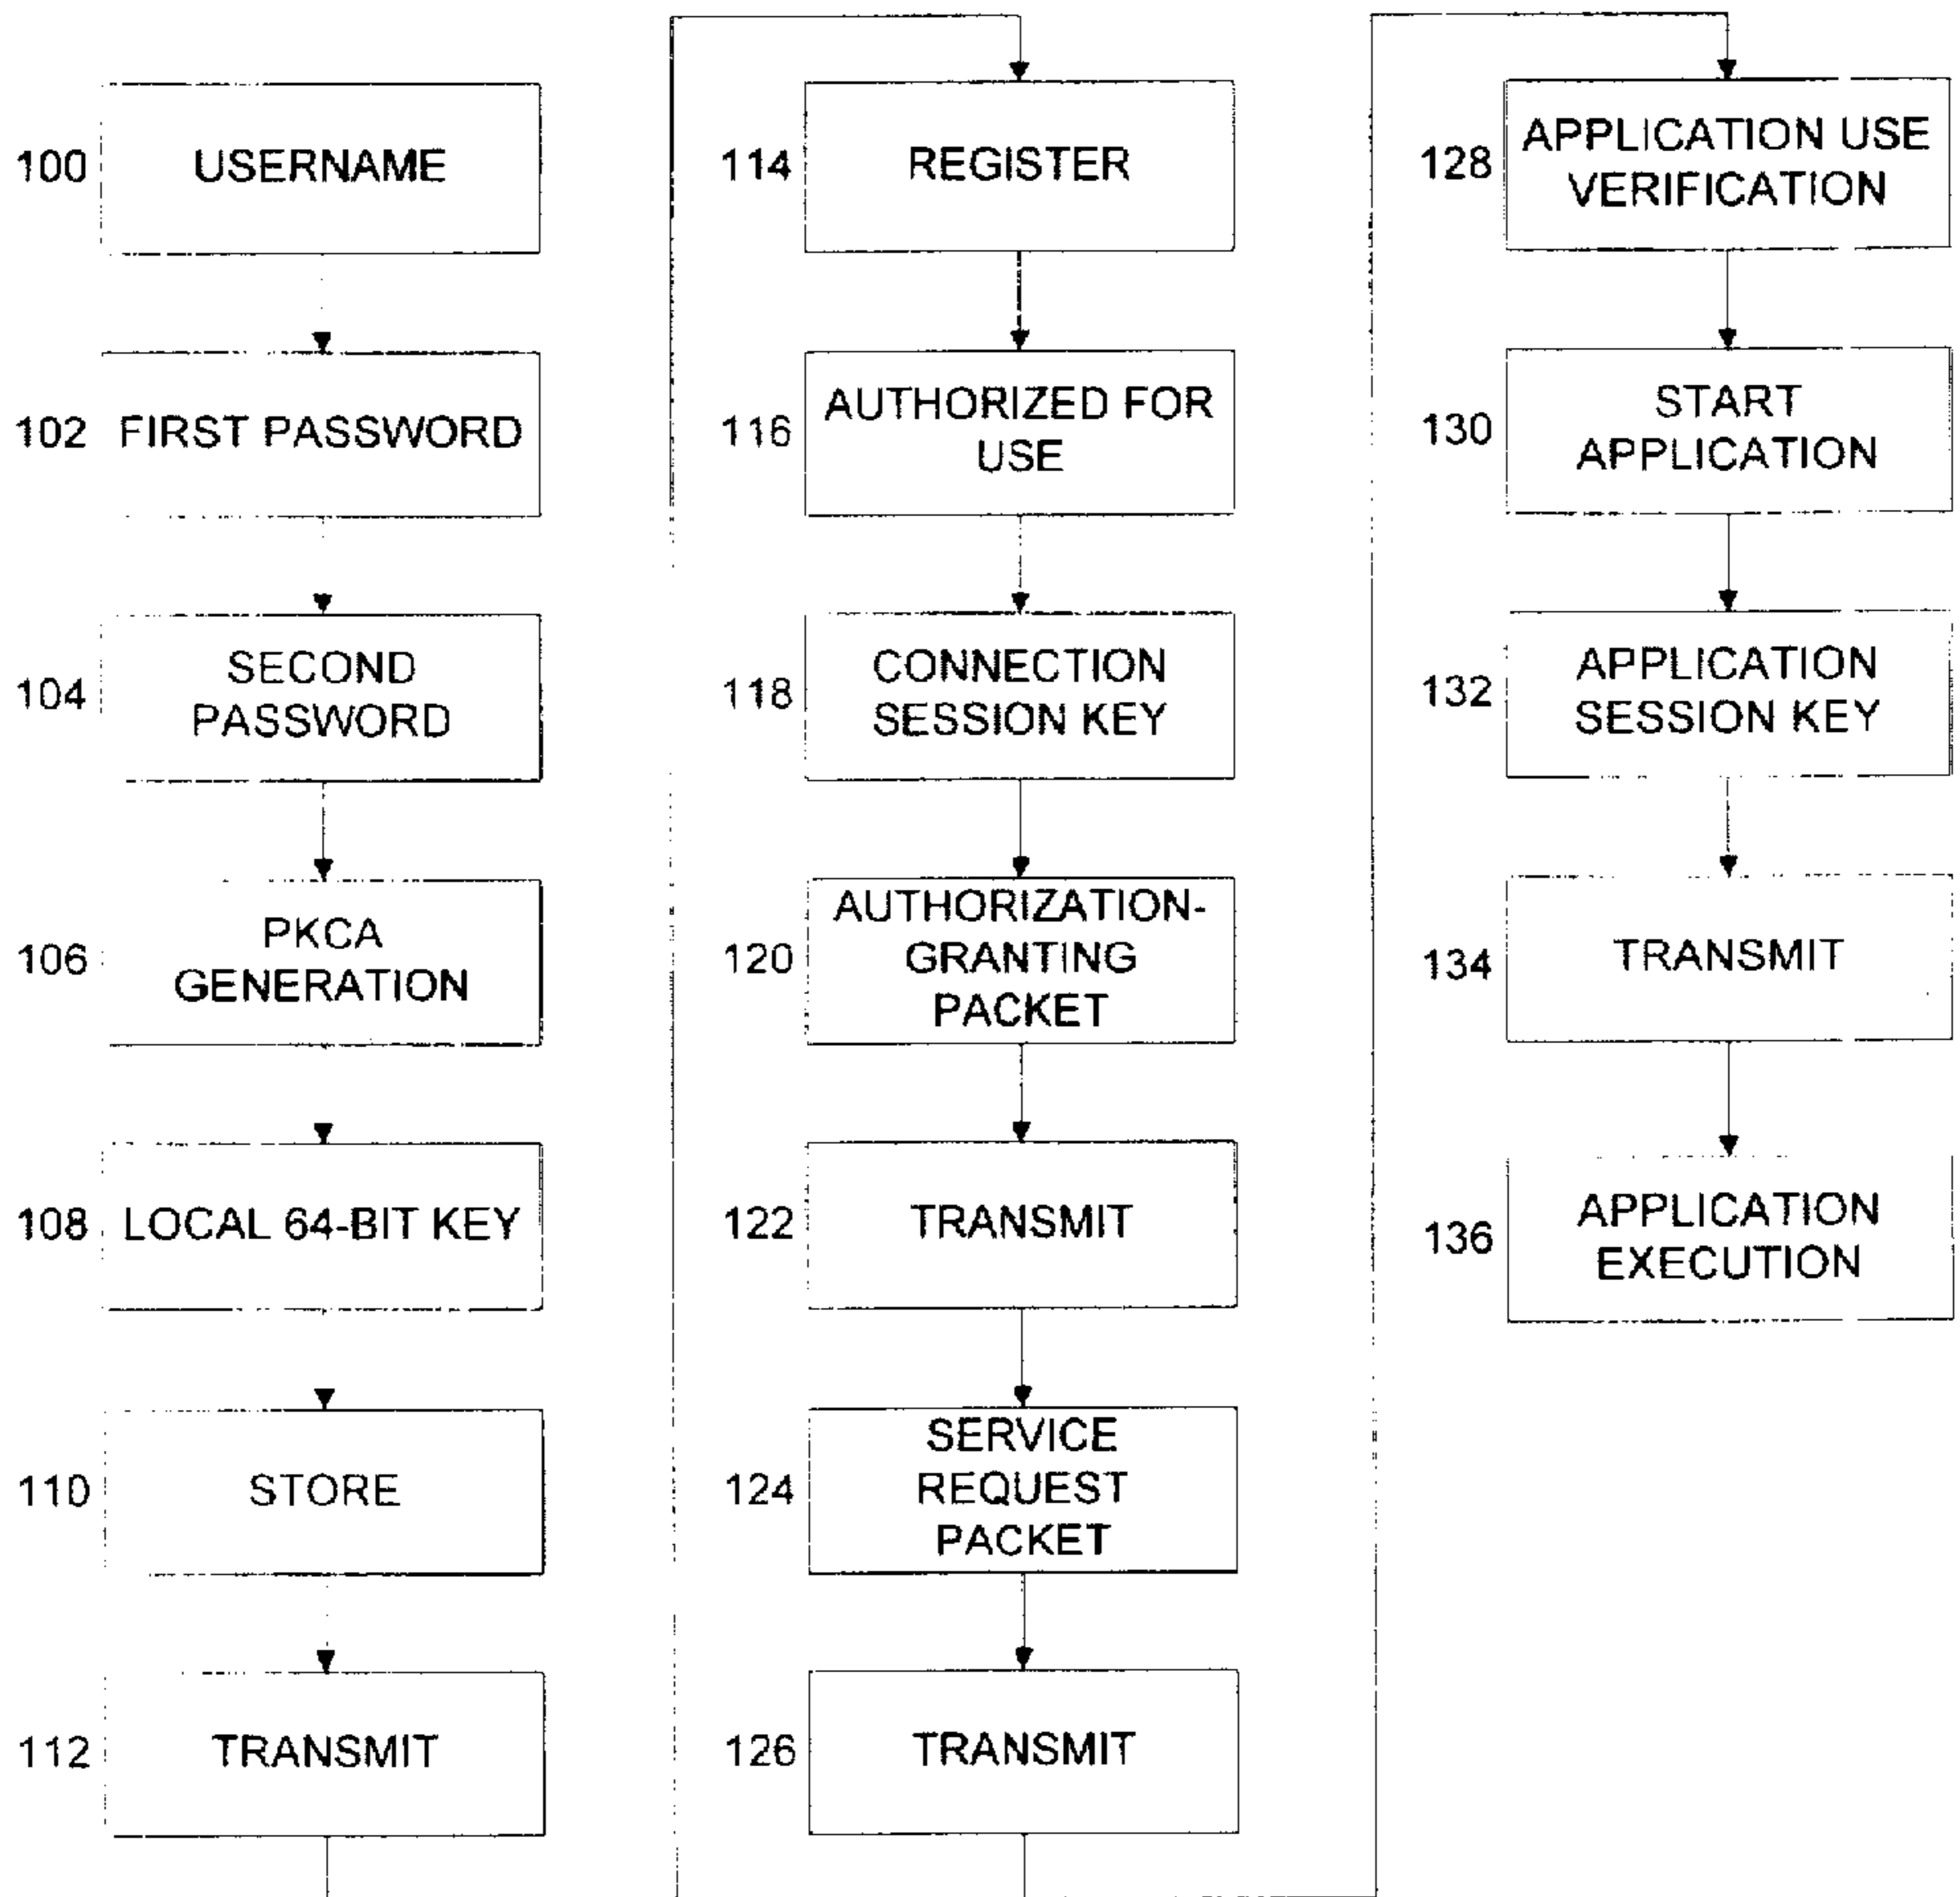 100
USERNAME
102
FIRST PASSWORD
104
SECOND
PASSWORD
106
PKCA
GENERATION
108
LOCAL 64-BIT KEY
110
STORE
112
TRANSMIT
114
REGISTER
116
AUTHORIZED FOR
USE
118
CONNECTION
SESSION KEY
120
AUTHORIZATION-
GRANTING
PACKET
122
TRANSMIT
124
SERVICE
REQUEST
PACKET
126
TRANSMIT
128
APPLICATION USE
VERIFICATION
130
START
APPLICATION
132
APPLICATION
SESSION KEY
134
TRANSMIT
136
APPLICATION
EXECUTION